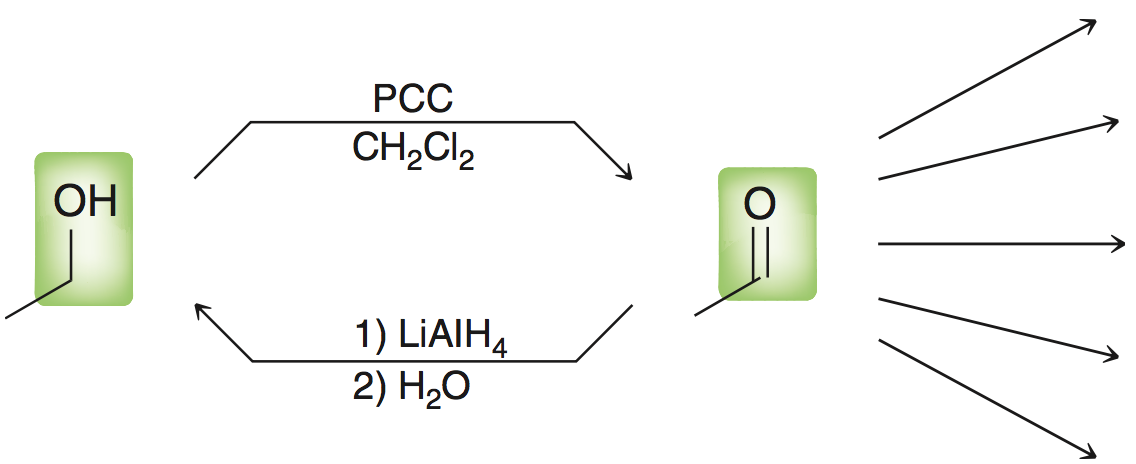 PCC
CH₂Cl₂
OH
O
1) LiAlH₄
2) H₂O